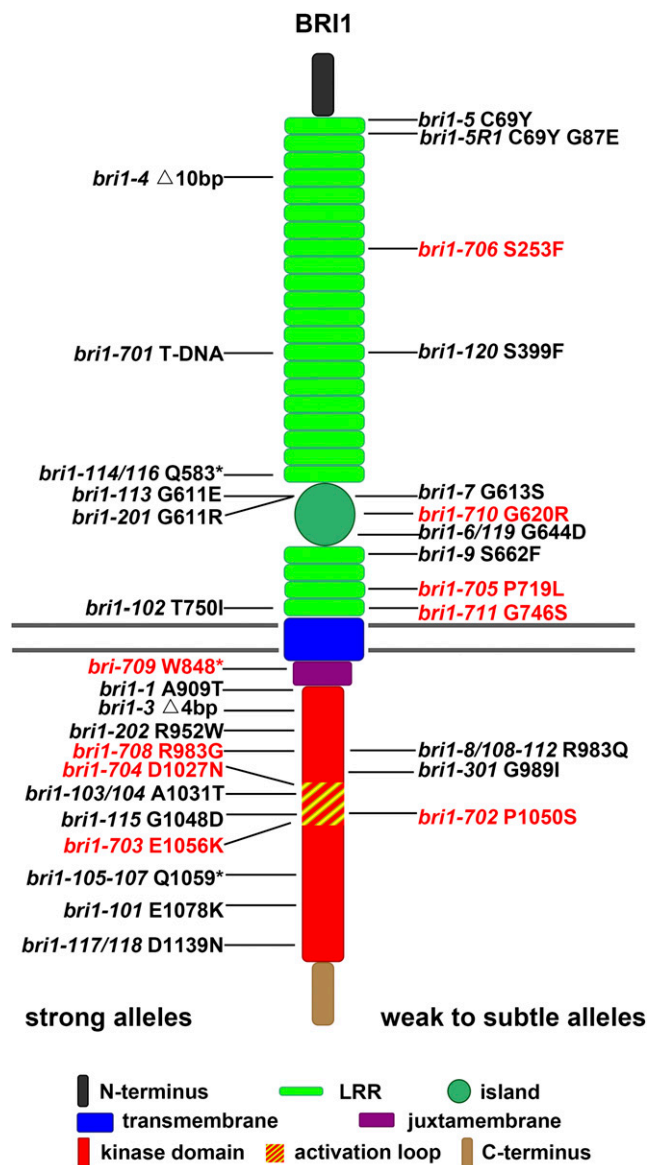 BRI1
bri1-5 C69Y
bri1-5R1 C69Y G87E
bri1-4 △10bp
bri1-706 S253F
bri1-701 T-DNA
bri1-120 S399F
bri1-114/116 Q583*
bri1-113 G611E
bri1-7 G613S
bri1-201 G611R
bri1-710 G620R
bri1-6/119 G644D
bri1-9 S662F
bri1-705 P719L
bri1-102 T750I
bri1-711 G746S
bri-709 W848*
bri1-1 A909T
bri1-3 △4bp
bri1-202 R952W
bri1-708 R983G
bri1-8/108-112 R983Q
bri1-704 D1027N
bri1-301 G989I
bri1-103/104 A1031T
bri1-115 G1048D
bri1-702 P1050S
bri1-703 E1056K
bri1-105-107 Q1059*
bri1-101 E1078K
bri1-117/118 D1139N
strong alleles
weak to subtle alleles
N-terminus
LRR
island
transmembrane
juxtamembrane
kinase domain
activation loop
C-terminus